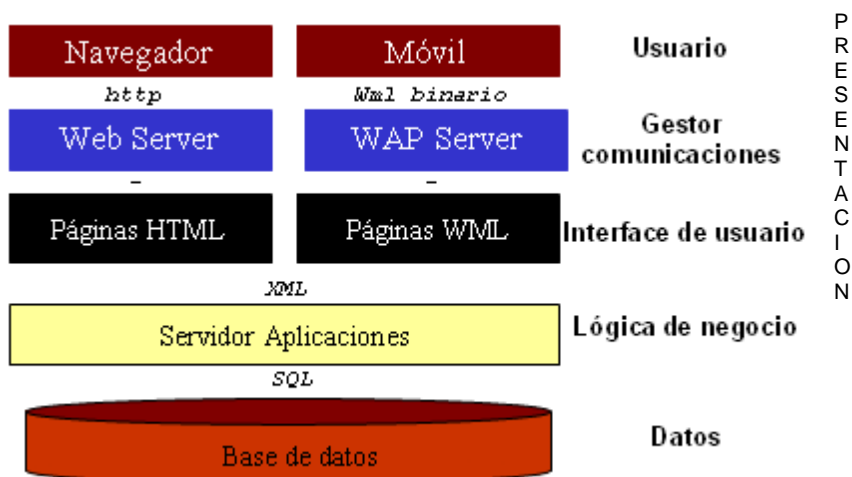 Navegador
Móvil
Usuario
http
Wml binario
Web Server
WAP Server
Gestor
comunicaciones
-
-
Páginas HTML
Páginas WML
Interface de usuario
XML
Servidor Aplicaciones
Lógica de negocio
SQL
Base de datos
Datos
P
R
E
S
E
N
T
A
C
I
O
N